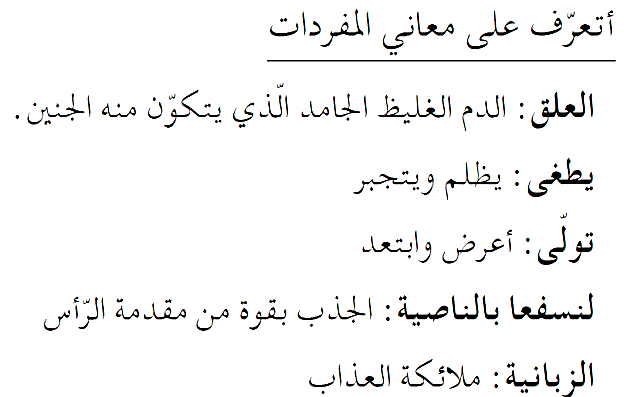 أتعرّف على معاني المفردات
العلق: الدم الغليظ الجامد الّذي يتكوّن منه الجنين.
يطغى: يظلم ويتجبر
تولّى: أعرض وابتعد
لنسفعا بالناصية: الجذب بقوة من مقدمة الرّأس
الزبانية: ملائكة العذاب